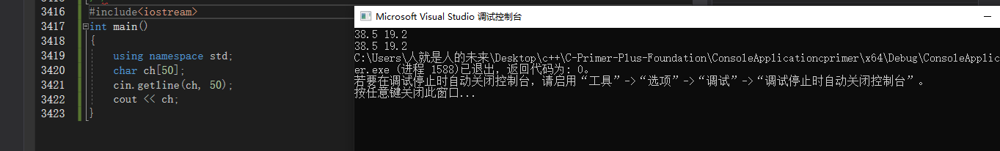 3416 #include<iostream>
3417 int main()
3418 {
3419 using namespace std;
3420 char ch[50];
3421 cin.getline(ch, 50);
3422 cout << ch;
3423 }
Microsoft Visual Studio 调试控制台
38.5 19.2
38.5 19.2
C:\Users\人就是人的未来\Desktop\c++\C-Primer-Plus-Foundation\ConsoleApplicationcprimer\x64\Debug\ConsoleApplic
er.exe (进程 1588)已退出，返回代码为: 0。
若要在调试停止时自动关闭控制台，请启用“工具”->“选项”->“调试”->“调试停止时自动关闭控制台”。
按任意键关闭此窗口...